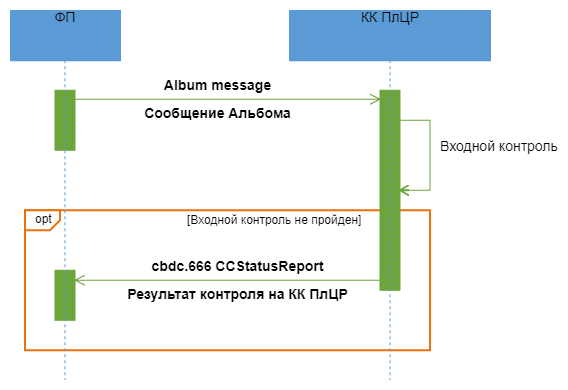 ФП
КК ПлЦР
Album message
Сообщение Альбома
Входной контроль
opt
[Входной контроль не пройден]
cbdc.666 CCStatusReport
Результат контроля на КК ПлЦР